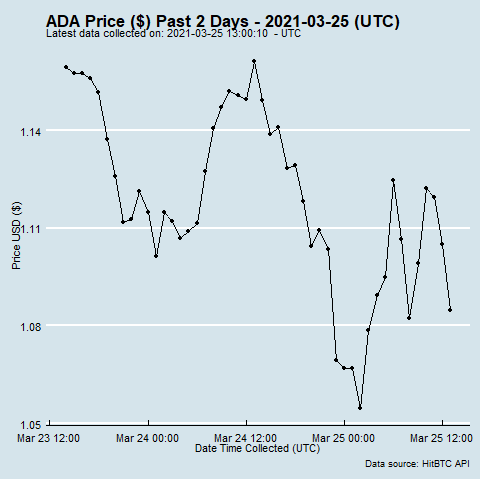 ADA Price ($) Past 2 Days - 2021-03-25 (UTC)
Latest data collected on: 2021-03-25 13:00:10 - UTC
Price USD ($)
1.14
1.11
1.08
1.05
Mar 23 12:00 Mar 24 00:00 Mar 24 12:00 Mar 25 00:00 Mar 25 12:00
Date Time Collected (UTC)
Data source: HitBTC API